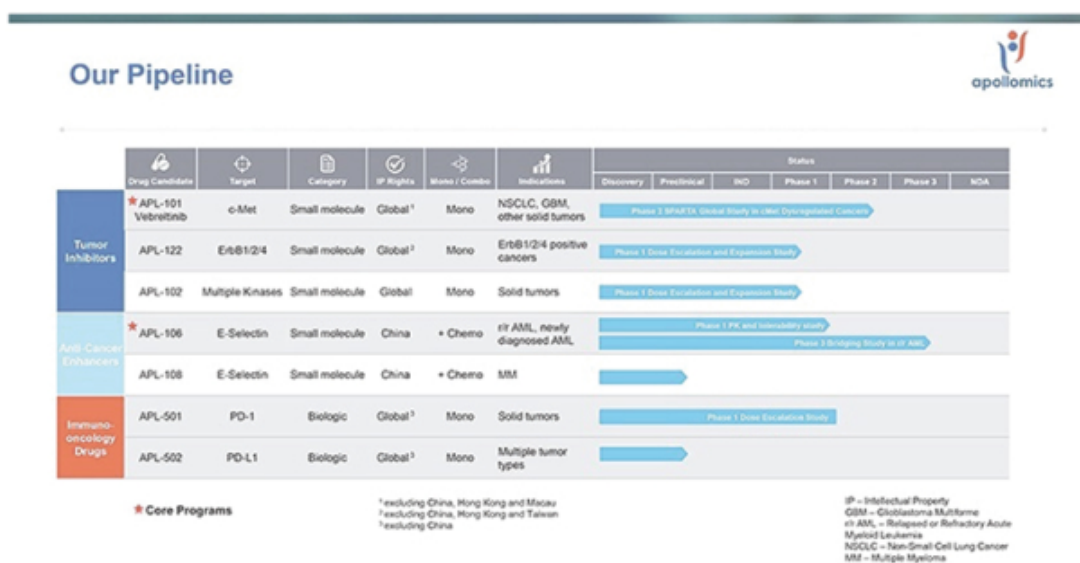 Our Pipeline
apollomics
Drug Candidate Target Category IP Rights Mono / Combo Indications Status
Discovery Preclinical IND Phase 1 Phase 2 Phase 3 NDA
Tumor
Inhibitors
* APL-101
Vebreltinib
c-Met Small molecule Global 1 Mono
NSCLC, GBM,
other solid tumors
Phase 2 SPARTA Global Study in cMet Dysregulated Cancers
APL-122 ErbB1/2/4 Small molecule Global 2 Mono
ErbB1/2/4 positive
cancers
Phase 1 Dose Escalation and Expansion Study
APL-102 Multiple Kinases Small molecule Global Mono Solid tumors
Phase 1 Dose Escalation and Expansion Study
Anti-Cancer
Enhancers
* APL-106 E-Selectin Small molecule China + Chemo
r/r AML, newly
diagnosed AML
Phase 1 PK and tolerability study
Phase 3 Bridging Study in r/r AML
APL-108 E-Selectin Small molecule China + Chemo MM
Immuno-
oncology
Drugs
APL-501 PD-1 Biologic Global 3 Mono Solid tumors
Phase 1 Dose Escalation Study
APL-502 PD-L1 Biologic Global 3 Mono
Multiple tumor
types
* Core Programs
1 excluding China, Hong Kong and Macau
2 excluding China, Hong Kong and Taiwan
3 excluding China
IP – Intellectual Property
GBM – Glioblastoma Multiforme
r/r AML – Relapsed or Refractory Acute
Myeloid Leukemia
NSCLC – Non-Small Cell Lung Cancer
MM – Multiple Myeloma